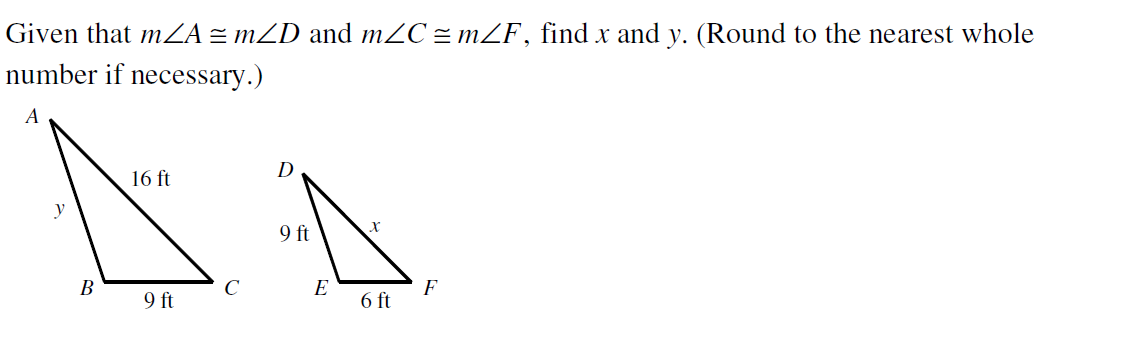 Given that m∠A ≅ m∠D and m∠C ≅ m∠F, find x and y. (Round to the nearest whole
number if necessary.)
A
16 ft
D
y
9 ft
x
B
9 ft
C
E
6 ft
F